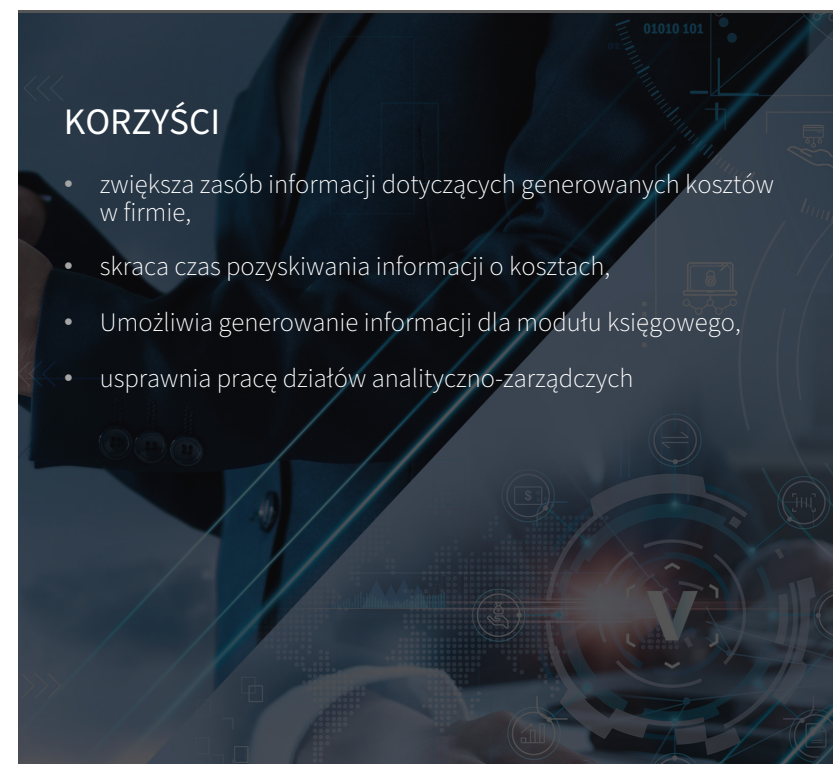 01010 101
KORZYŚCI
• zwiększa zasób informacji dotyczących generowanych kosztów
w firmie,
• skraca czas pozyskiwania informacji o kosztach,
• Umożliwia generowanie informacji dla modułu księgowego,
• usprawnia pracę działów analityczno-zarządczych
$
V